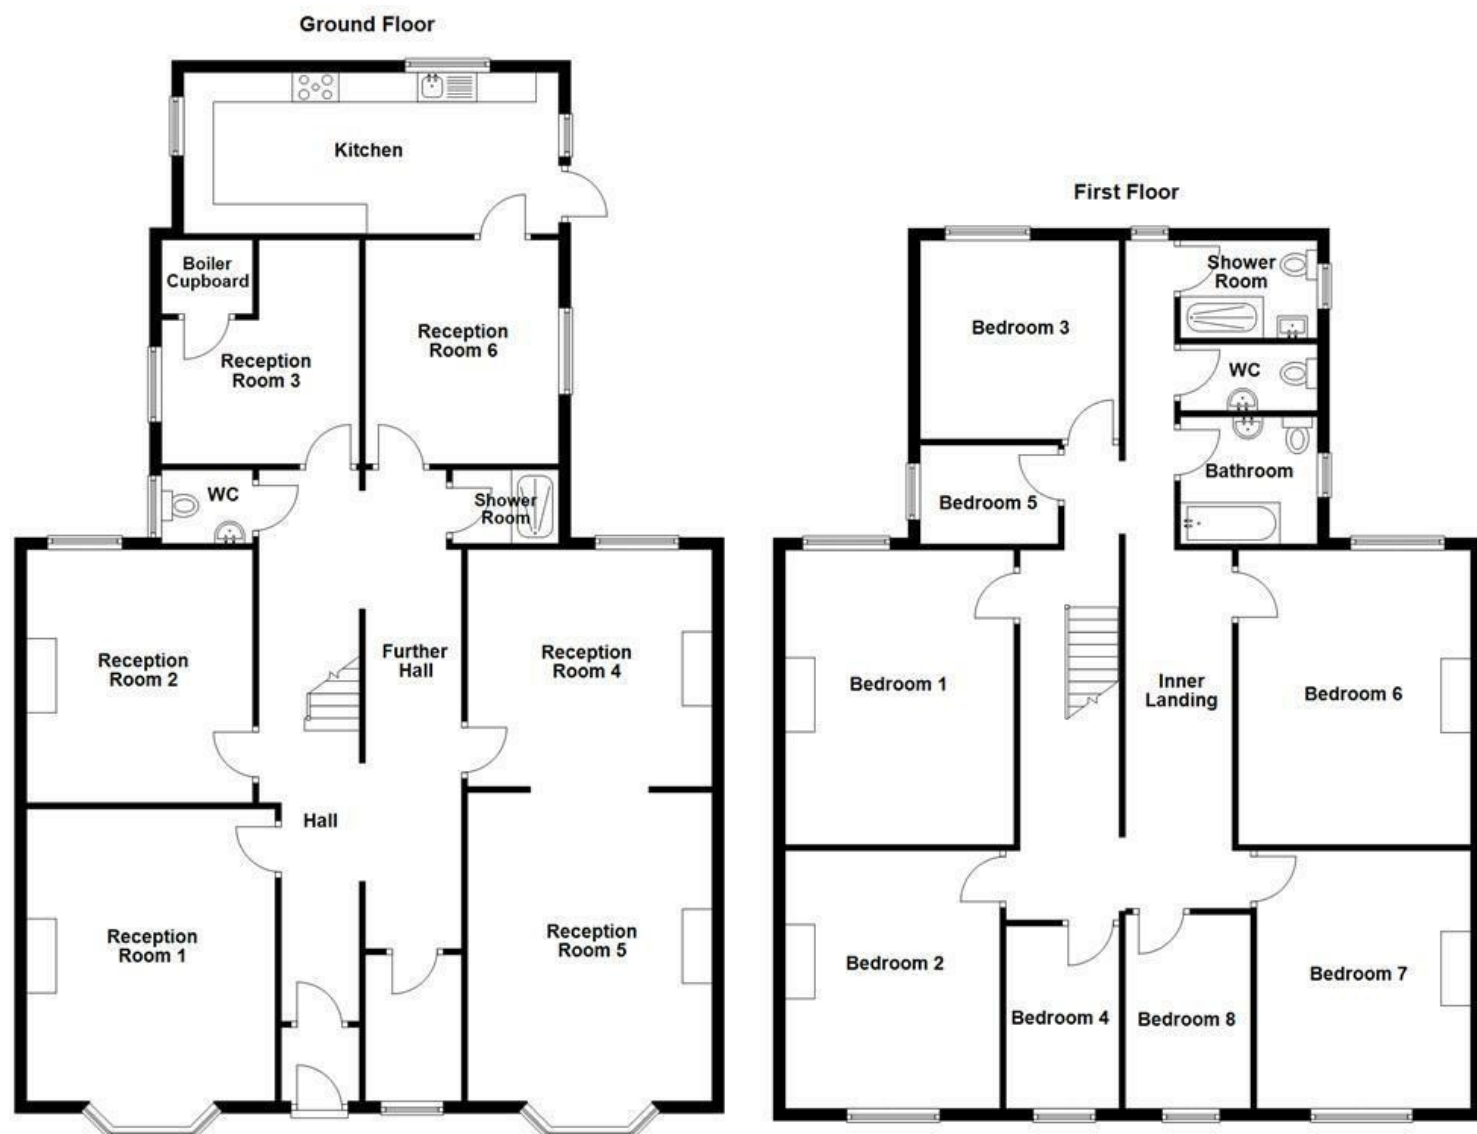 Ground Floor
Kitchen
Boiler
Cupboard
Reception
Room 3
Reception
Room 6
WC
Shower
Room
Reception
Room 2
Further
Hall
Reception
Room 4
Hall
Reception
Room 1
Reception
Room 5
First Floor
Shower
Room
Bedroom 3
WC
Bathroom
Bedroom 5
Bedroom 1
Inner
Landing
Bedroom 6
Bedroom 2
Bedroom 7
Bedroom 4
Bedroom 8